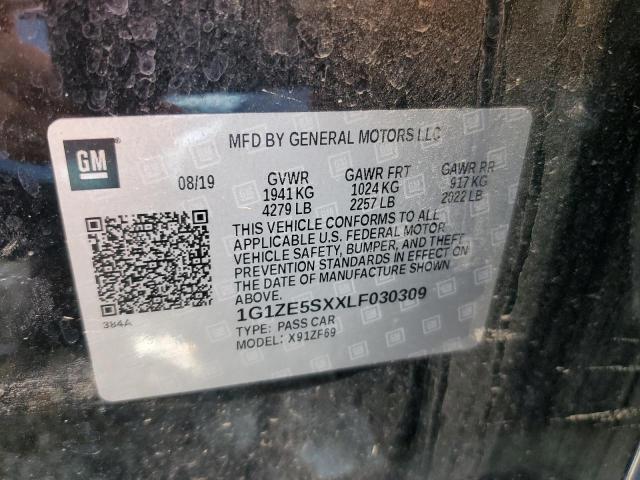 GM
MFD BY GENERAL MOTORS LLC
08/19
GVWR
1941 KG
4279 LB
GAWR FRT
1024 KG
2257 LB
GAWR RR
917 KG
2022 LB
THIS VEHICLE CONFORMS TO ALL
APPLICABLE U.S. FEDERAL MOTOR
VEHICLE SAFETY, BUMPER, AND THEFT
PREVENTION STANDARDS IN EFFECT ON
THE DATE OF MANUFACTURE SHOWN
ABOVE.
384A
1G1ZE5SXXLF030309
TYPE: PASS CAR
MODEL: X91ZF69